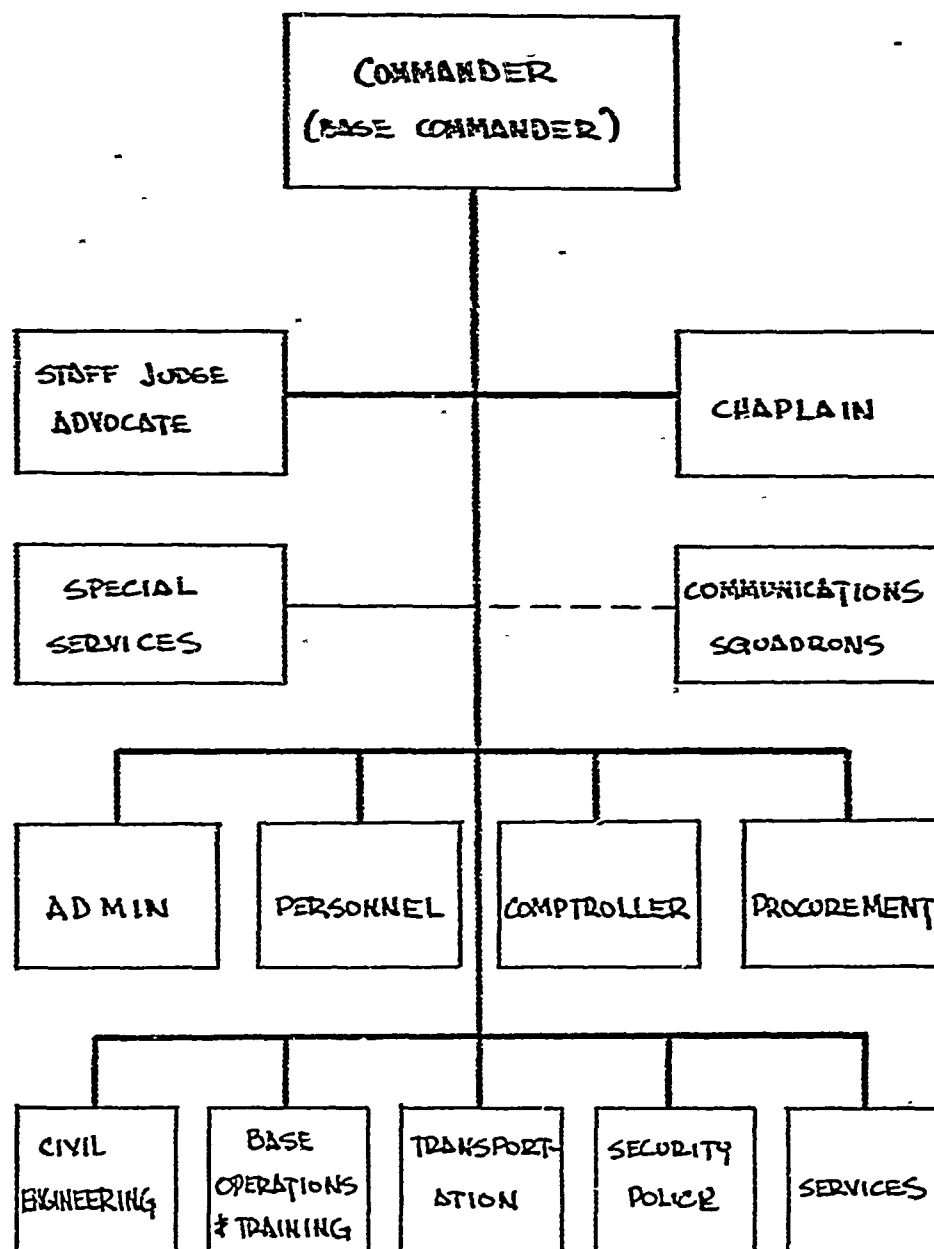 COMMANDER
(BASE COMMANDER)
STAFF JUDGE
ADVOCATE
CHAPLAIN
SPECIAL
SERVICES
COMMUNICATIONS
SQUADRONS
ADMIN
PERSONNEL
COMPTROLLER
PROCUREMENT
CIVIL
ENGINEERING
BASE
OPERATIONS
& TRAINING
TRANSPORT-
ATION
SECURITY
POLICE
SERVICES